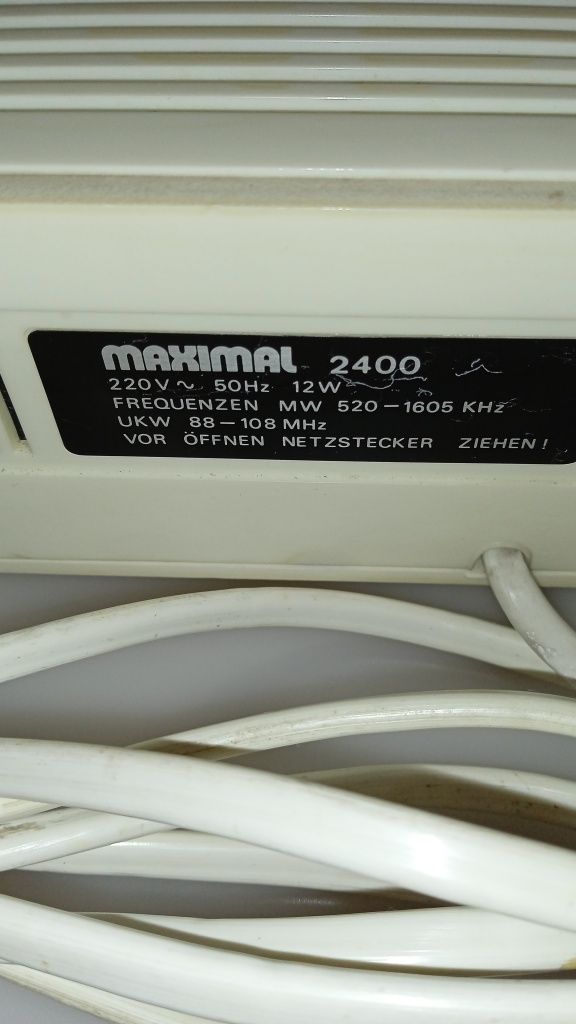 MAXIMAL 2400
220V~ 50Hz 12W
FREQUENZEN MW 520-1605 KHz
UKW 88-108 MHz
VOR ÖFFNEN NETZSTECKER ZIEHEN!